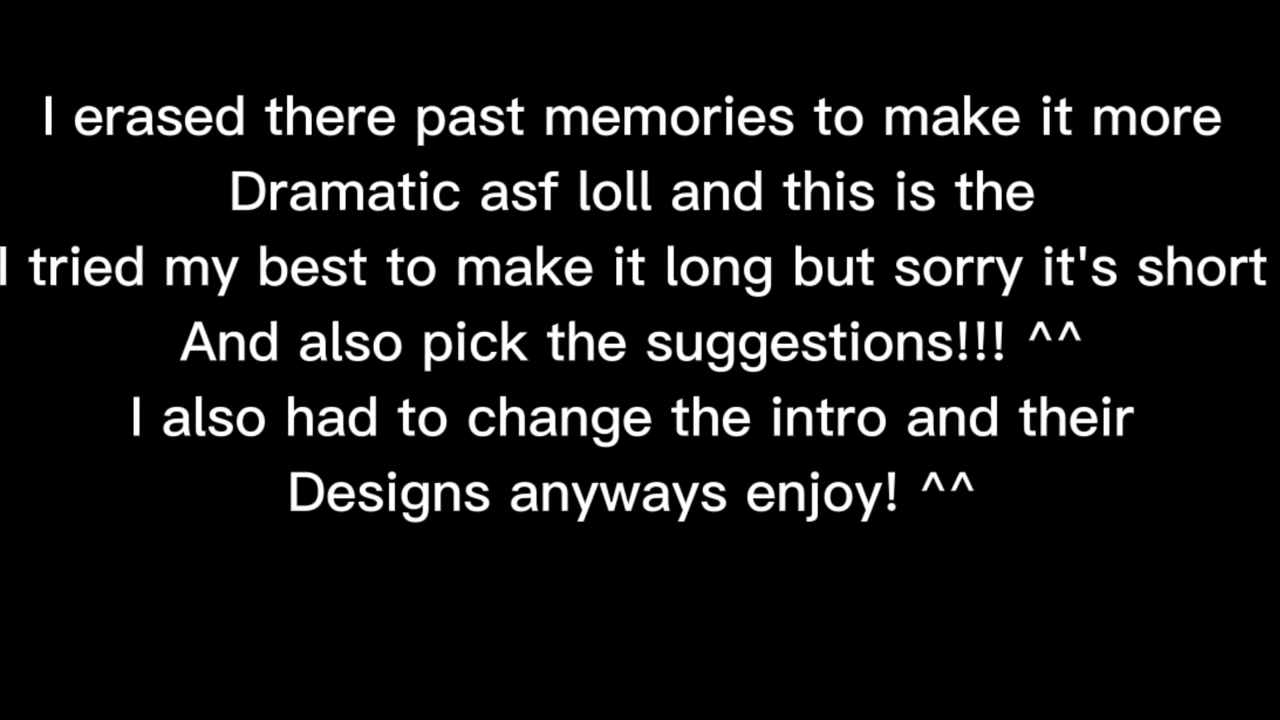 I erased there past memories to make it more
Dramatic asf loll and this is the
I tried my best to make it long but sorry it's short
And also pick the suggestions!!! ^^
I also had to change the intro and their
Designs anyways enjoy! ^^